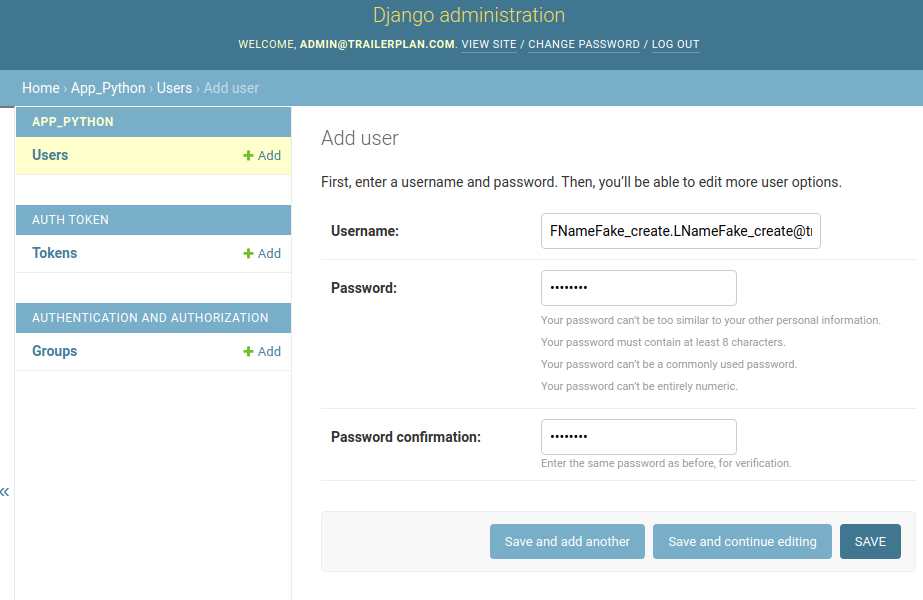 Django administration
WELCOME, ADMIN@TRAILERPLAN.COM. VIEW SITE / CHANGE PASSWORD / LOG OUT
Home › App_Python › Users › Add user
APP_PYTHON
Users + Add
AUTH TOKEN
Tokens + Add
AUTHENTICATION AND AUTHORIZATION
Groups + Add
«
Add user
First, enter a username and password. Then, you’ll be able to edit more user options.
Username: FNameFake_create.LNameFake_create@t
Password: ••••••••
Your password can’t be too similar to your other personal information.
Your password must contain at least 8 characters.
Your password can’t be a commonly used password.
Your password can’t be entirely numeric.
Password confirmation: ••••••••
Enter the same password as before, for verification.
Save and add another Save and continue editing SAVE